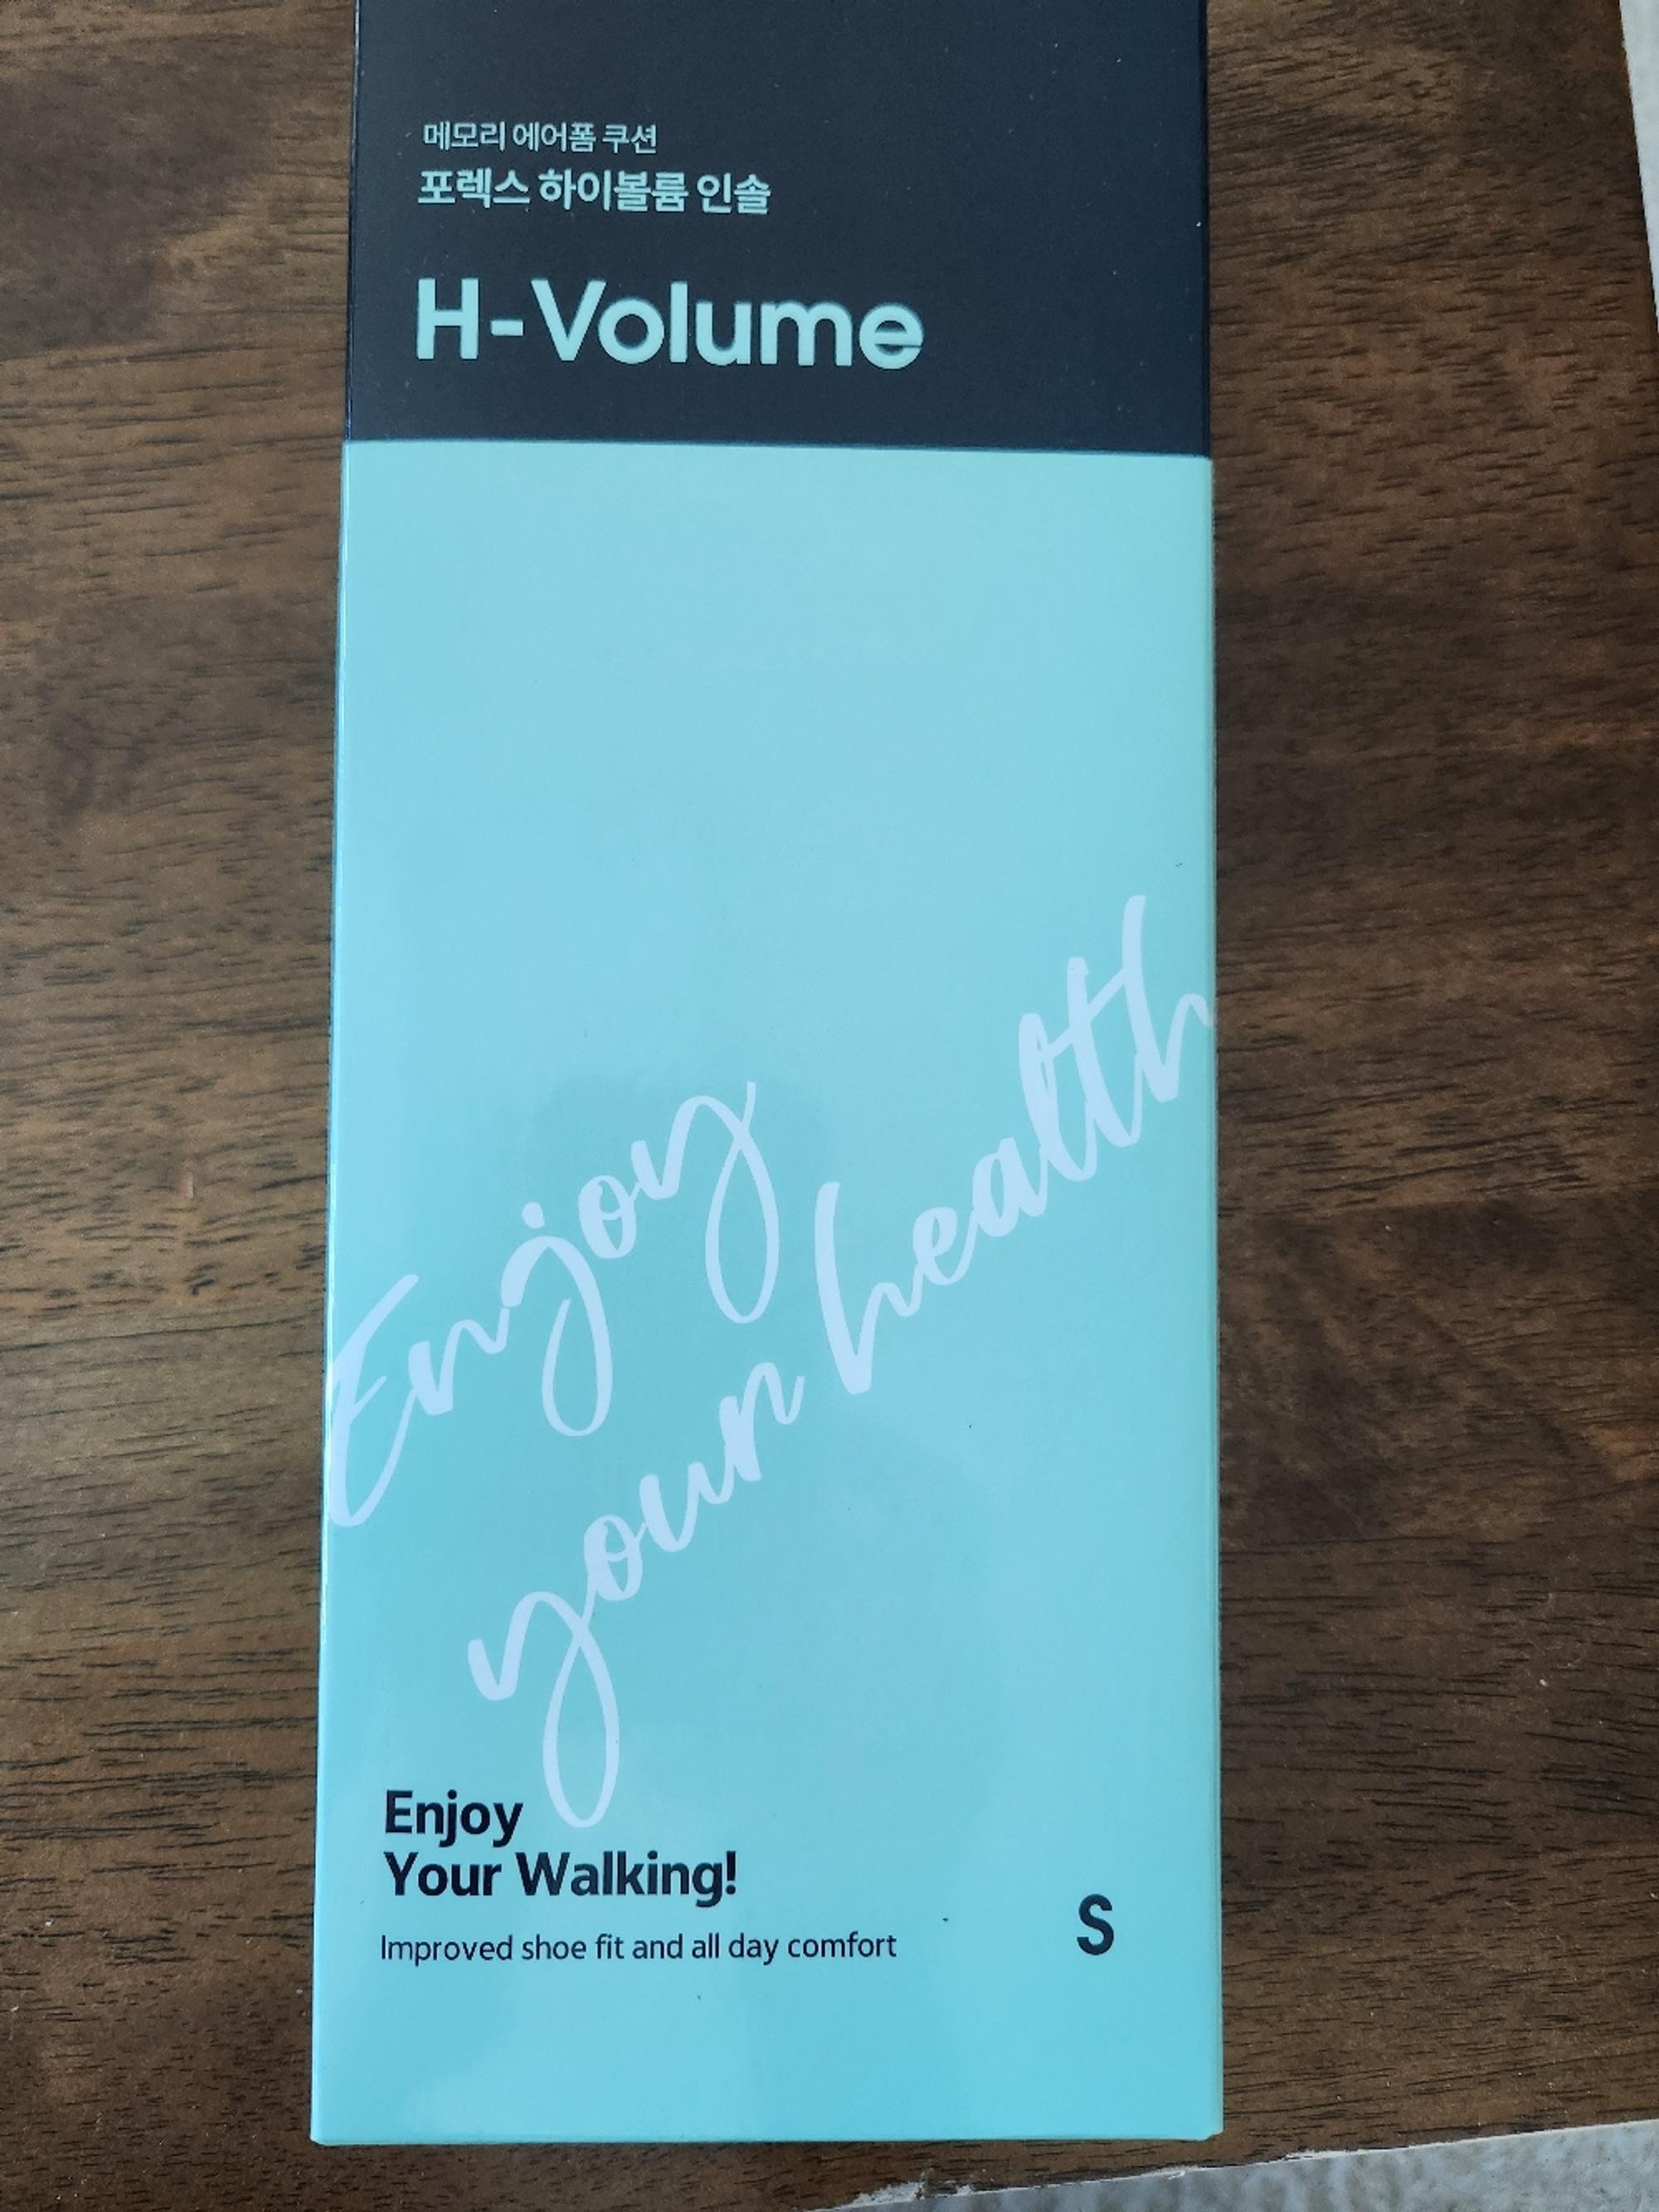 메모리 에어폼 쿠션
포렉스 하이볼륨 인솔
H-Volume
Enjoy
your health
Enjoy
Your Walking!
Improved shoe fit and all day comfort
S